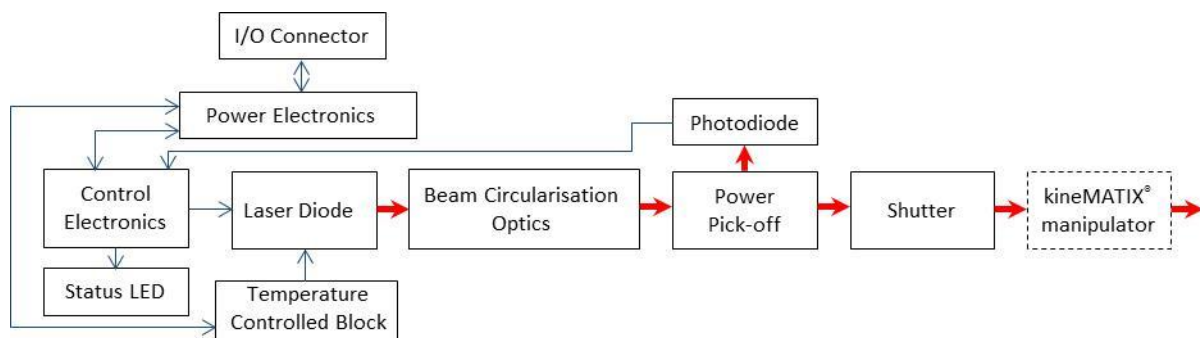 I/O Connector
Power Electronics
Photodiode
Control
Electronics
Laser Diode
Beam Circularisation
Optics
Power
Pick-off
Shutter
kineMATIX®
manipulator
Status LED
Temperature
Controlled Block